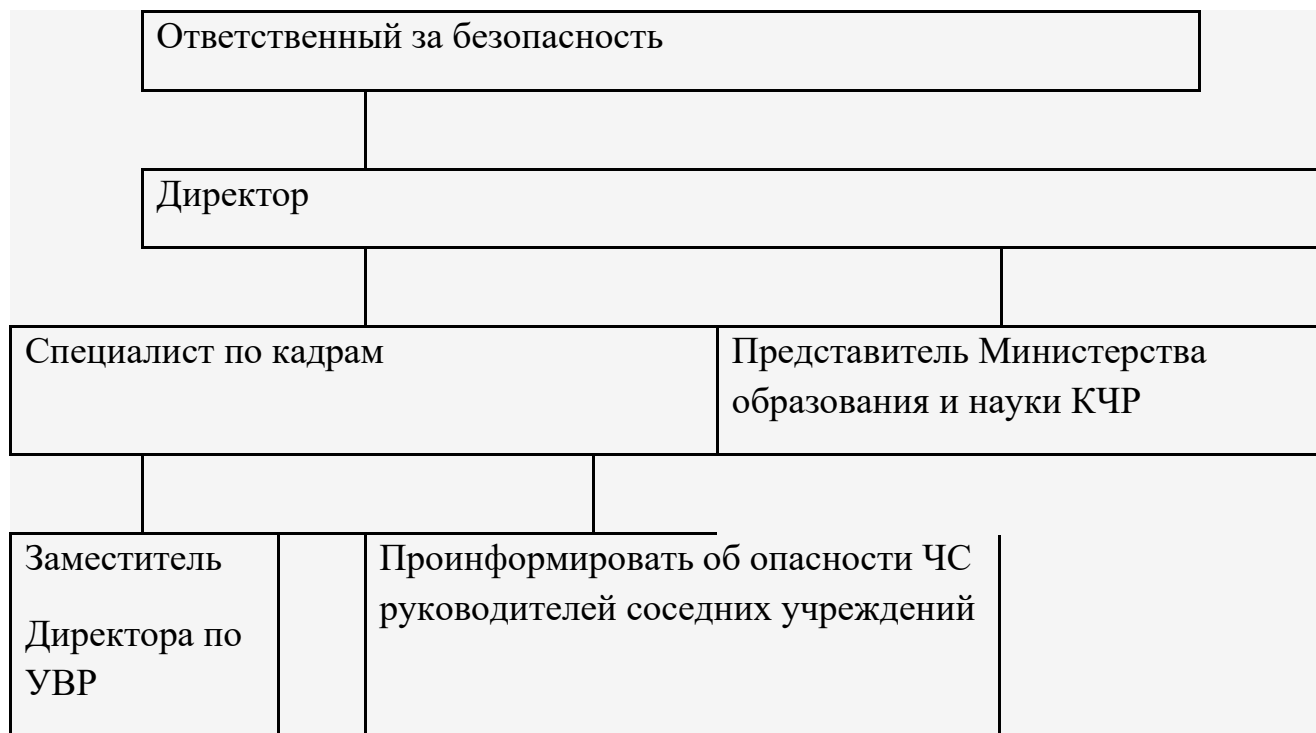 Ответственный за безопасность
Директор
Специалист по кадрам
Представитель Министерства
образования и науки КЧР
Заместитель
Директора по
УВР
Проинформировать об опасности ЧС
руководителей соседних учреждений